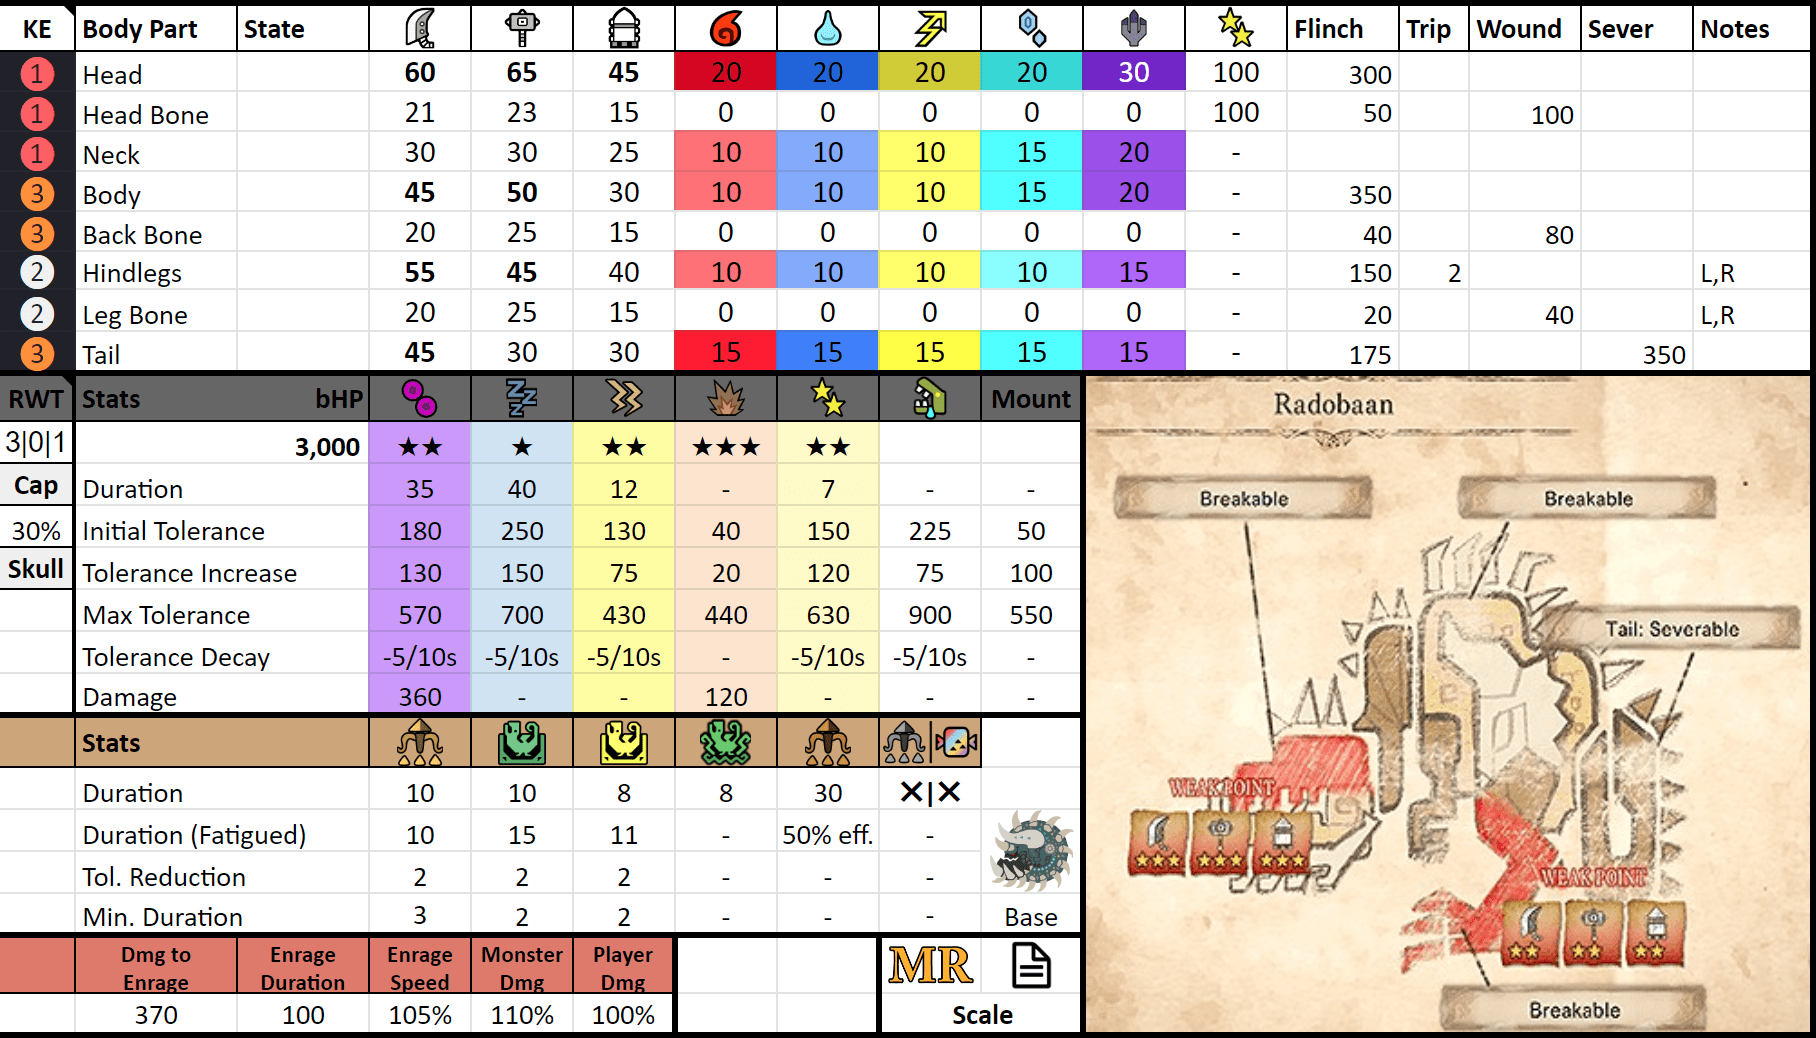 KE Body Part State Flinch Trip Wound Sever Notes
1 Head 60 65 45 20 20 20 20 30 100 300
1 Head Bone 21 23 15 0 0 0 0 0 100 50 100
1 Neck 30 30 25 10 10 10 15 20 -
3 Body 45 50 30 10 10 10 15 20 - 350
3 Back Bone 20 25 15 0 0 0 0 0 - 40 80
2 Hindlegs 55 45 40 10 10 10 10 15 - 150 2 L,R
2 Leg Bone 20 25 15 0 0 0 0 0 - 20 40 L,R
3 Tail 45 30 30 15 15 15 15 15 - 175 350
RWT Stats bHP Mount
3|0|1 3,000 ★★ ★ ★★ ★★★ ★★
Cap Duration 35 40 12 - 7 - -
30% Initial Tolerance 180 250 130 40 150 225 50
Skull Tolerance Increase 130 150 75 20 120 75 100
Max Tolerance 570 700 430 440 630 900 550
Tolerance Decay -5/10s -5/10s -5/10s - -5/10s -5/10s -
Damage 360 - - 120 - - -
Stats
Duration 10 10 8 8 30 ✕|✕
Duration (Fatigued) 10 15 11 - 50% eff. -
Tol. Reduction 2 2 2 - - -
Min. Duration 3 2 2 - - - Base
Dmg to Enrage Enrage Monster Player
Enrage Duration Speed Dmg Dmg
370 100 105% 110% 100%
MR
Scale
Radobaan
Breakable Breakable
Tail: Severable
WEAK POINT
★★★ ★★★ ★★★
WEAK POINT
★★ ★★ ★★
Breakable